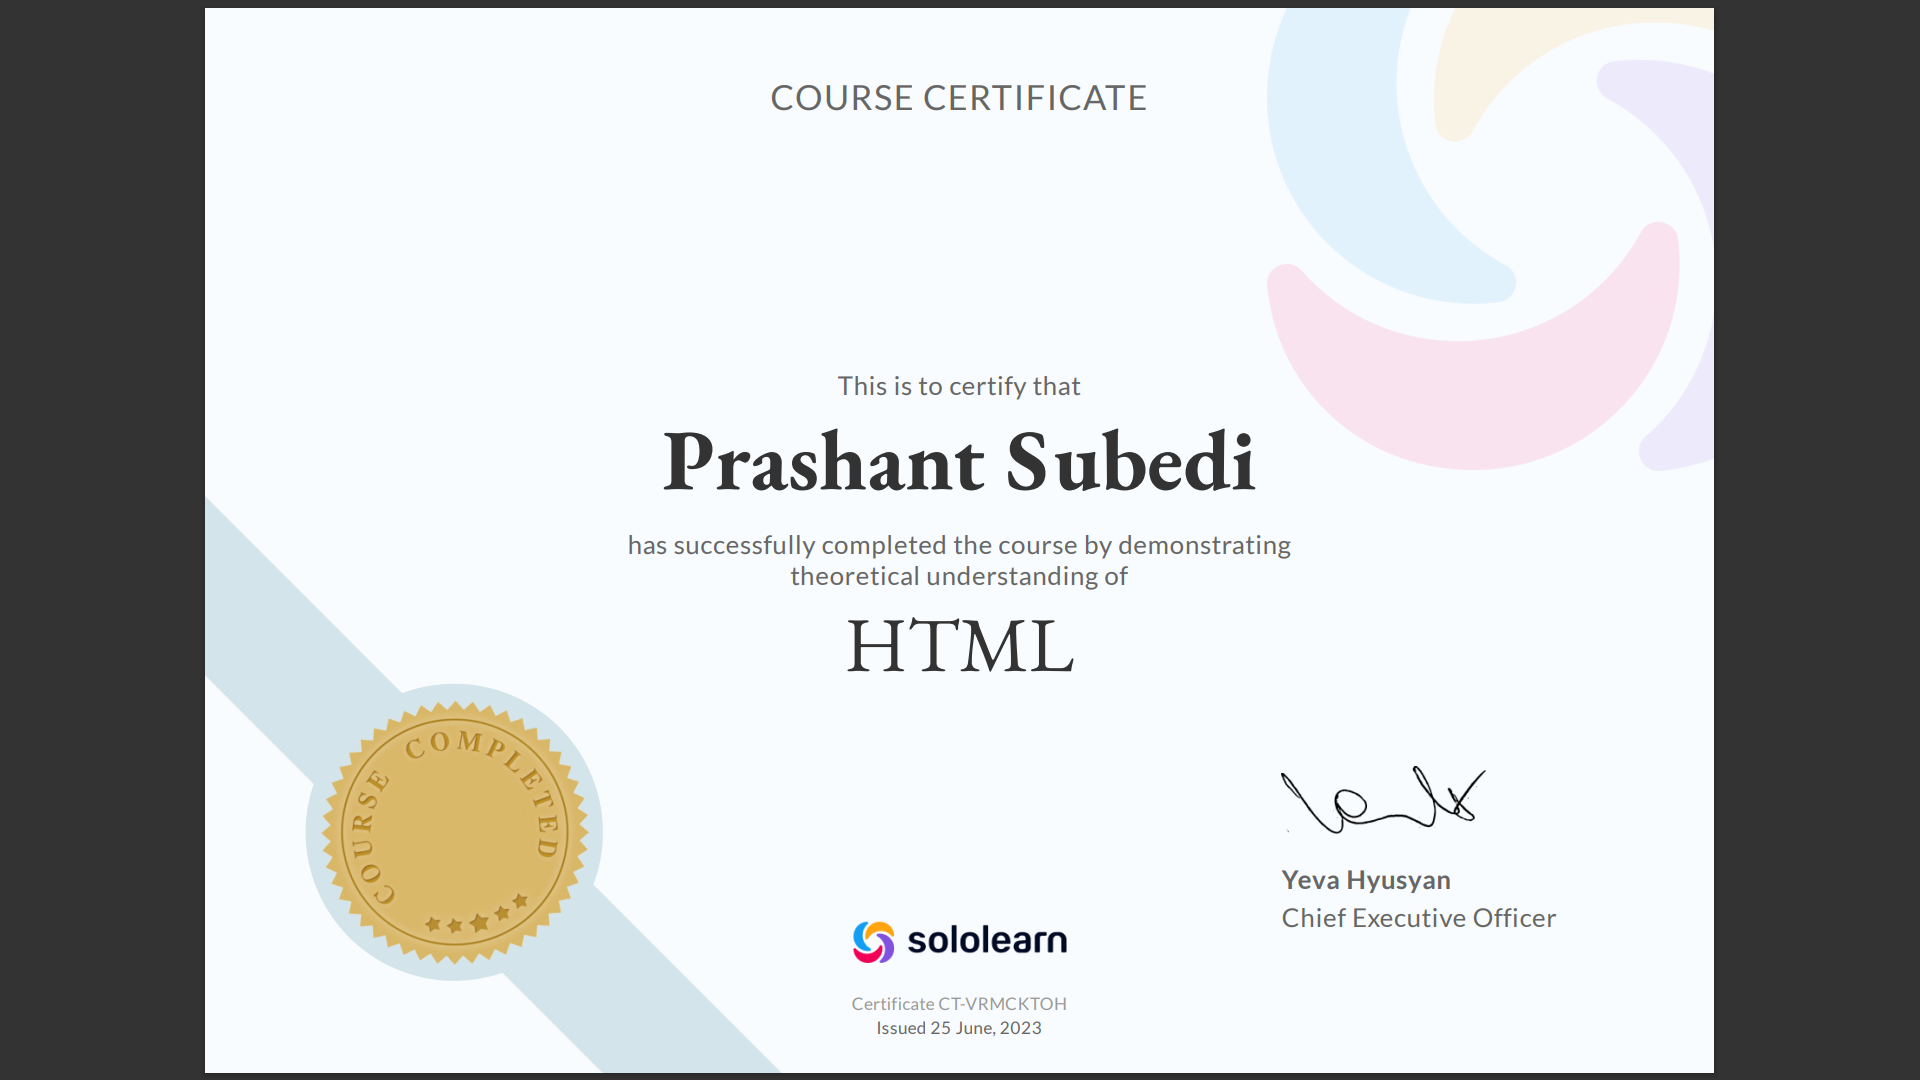 COURSE CERTIFICATE
This is to certify that
Prashant Subedi
has successfully completed the course by demonstrating
theoretical understanding of
HTML
COURSE COMPLETED
Yeva Hyusyan
Chief Executive Officer
sololearn
Certificate CT-VRMCKTOH
Issued 25 June, 2023